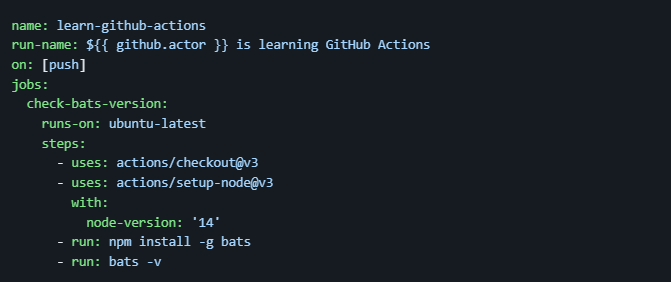 name: learn-github-actions
run-name: ${{ github.actor }} is learning GitHub Actions
on: [push]
jobs:
  check-bats-version:
    runs-on: ubuntu-latest
    steps:
      - uses: actions/checkout@v3
      - uses: actions/setup-node@v3
        with:
          node-version: '14'
      - run: npm install -g bats
      - run: bats -v